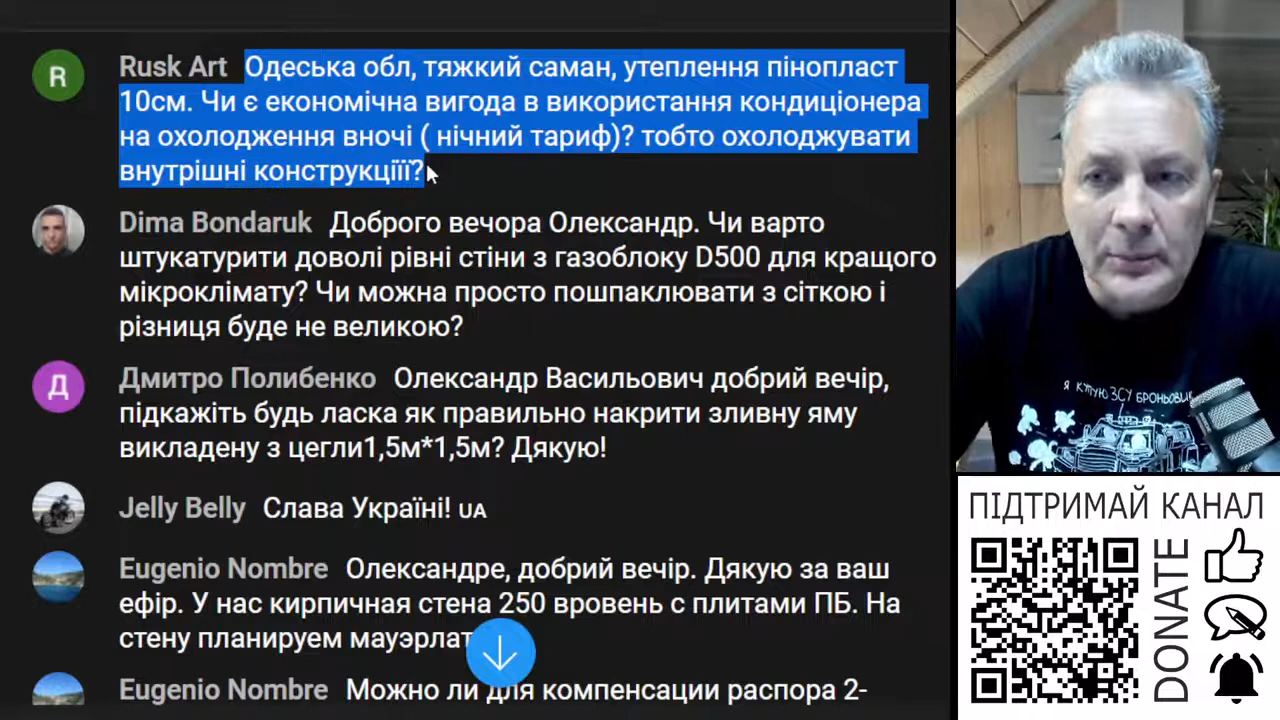 Rusk Art Одеська обл, тяжкий саман, утеплення пінопласт
10см. Чи є економічна вигода в використання кондиціонера
на охолодження вночі ( нічний тариф)? тобто охолоджувати
внутрішні конструкціїї?
Dima Bondaruk Доброго вечора Олександр. Чи варто
штукатурити доволі рівні стіни з газоблоку D500 для кращого
мікроклімату? Чи можна просто пошпаклювати з сіткою і
різниця буде не великою?
Дмитро Полибенко Олександр Васильович добрий вечір,
підкажіть будь ласка як правильно накрити зливну яму
викладену з цегли1,5м*1,5м? Дякую!
Jelly Belly Слава Україні! UA
Eugenio Nombre Олександре, добрий вечір. Дякую за ваш
ефір. У нас кирпичная стена 250 вровень с плитами ПБ. На
стену планируем мауэрлат
Eugenio Nombre Можно ли для компенсации распора 2-
R
Д
Я КУЮ ЗСУ БРОНЬОВИК
ПІДТРИМАЙ КАНАЛ
DONATE